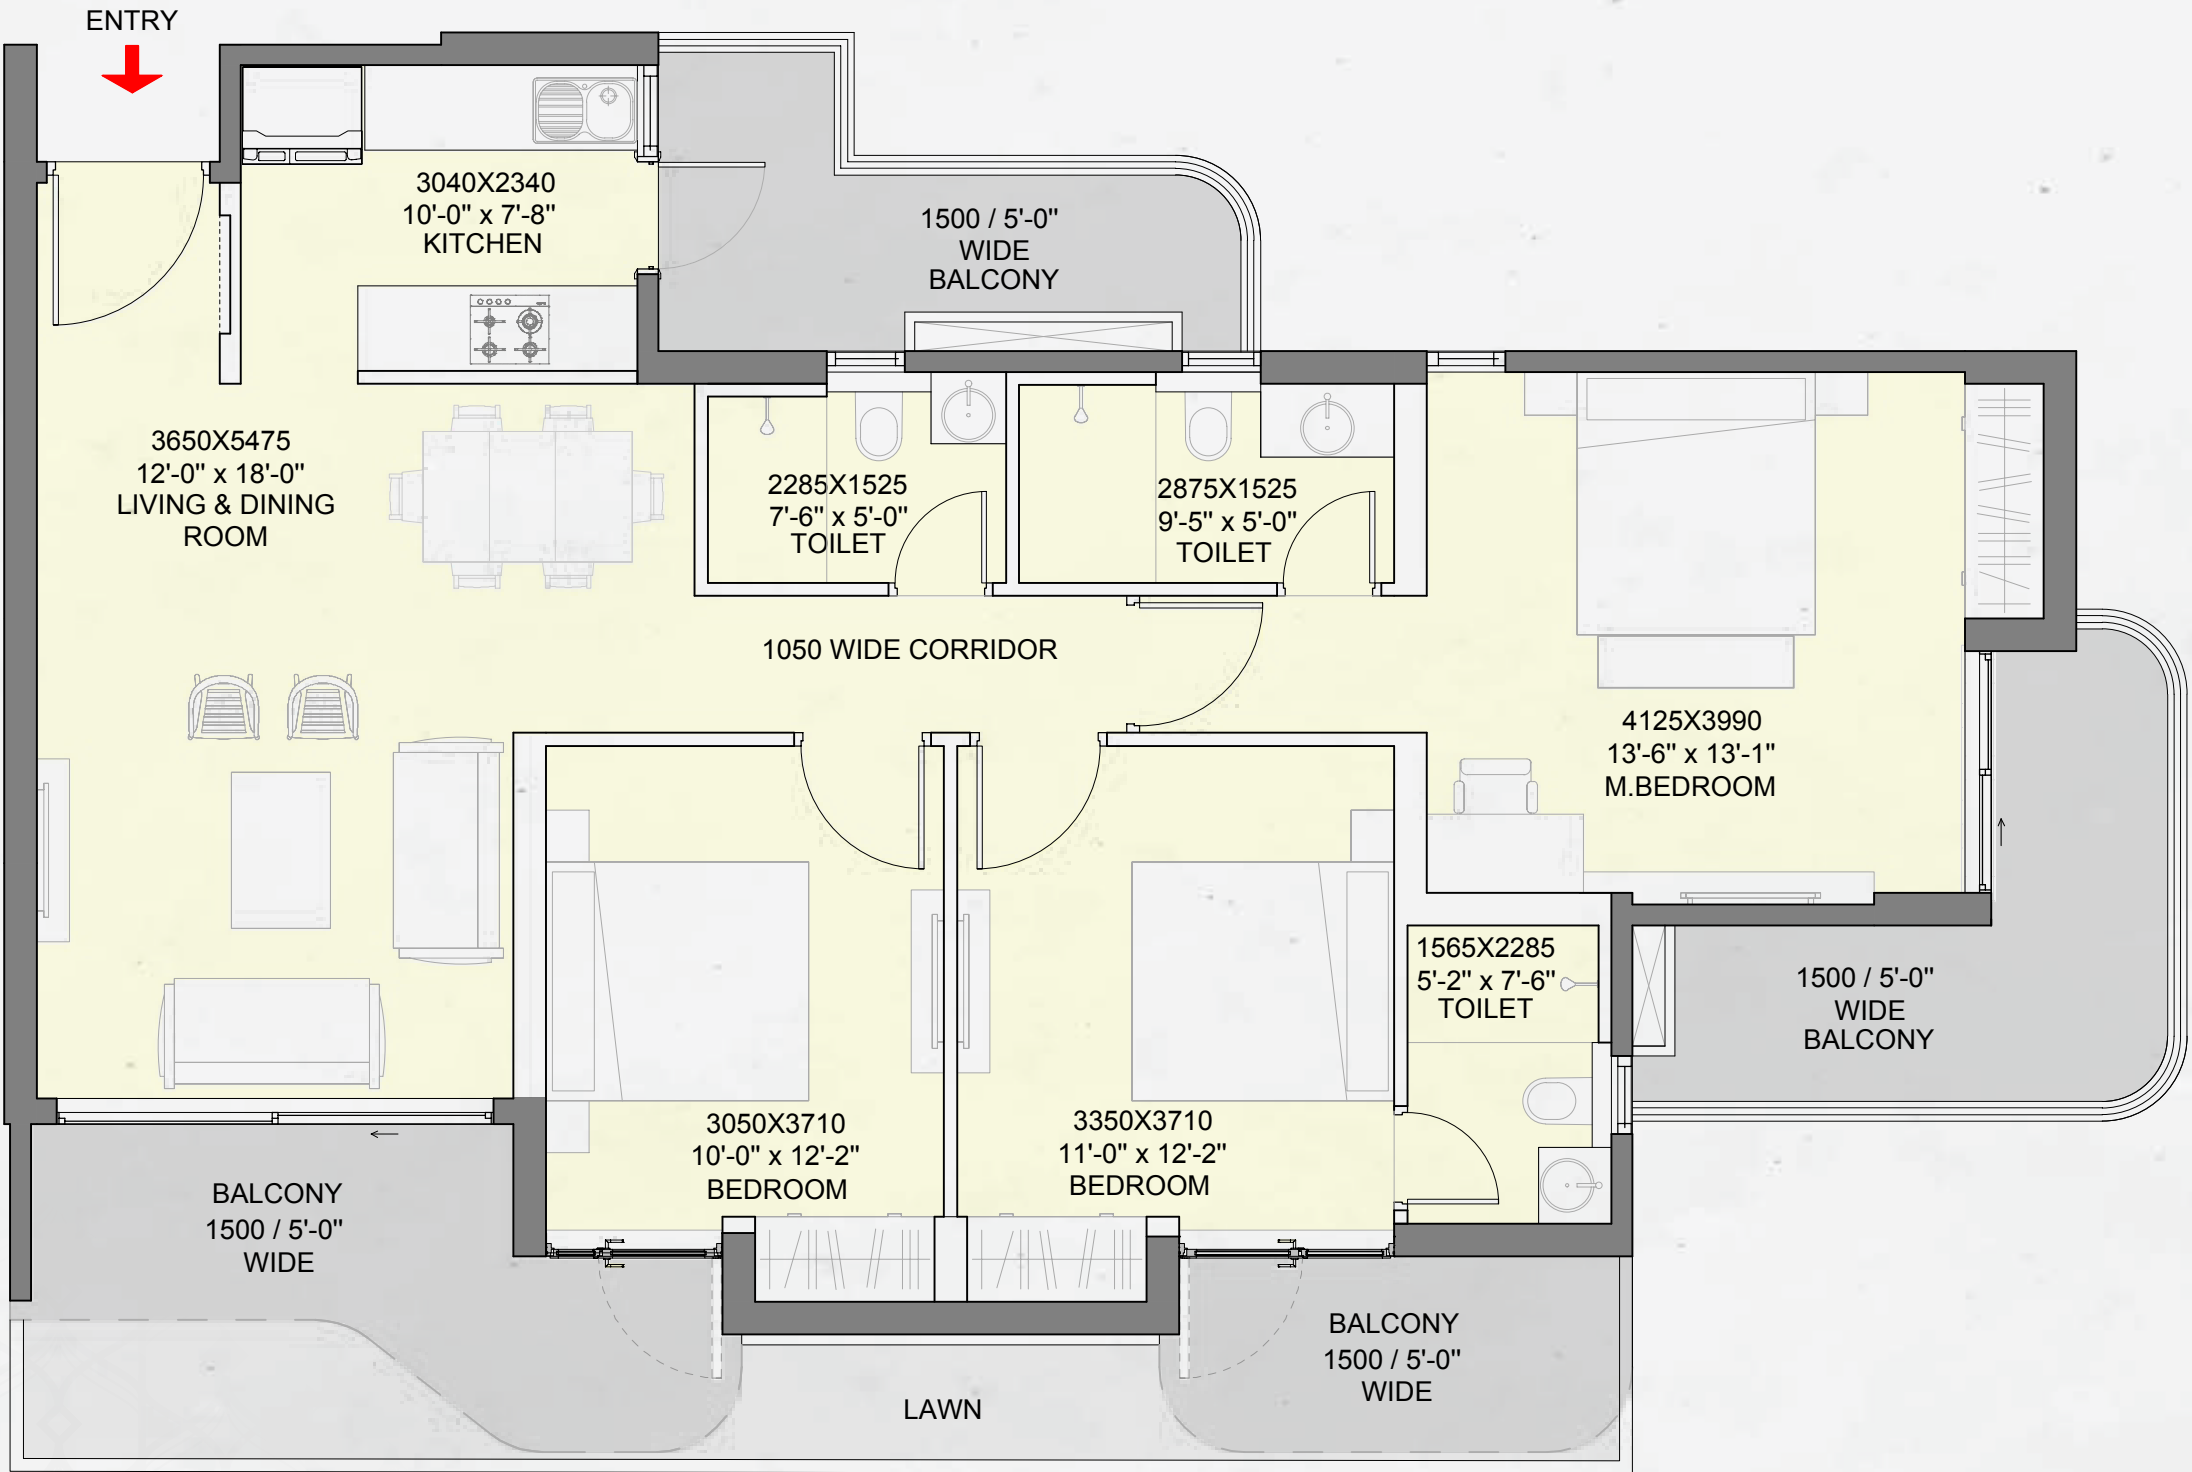 ENTRY
3040X2340
10'-0" x 7'-8"
KITCHEN
1500 / 5'-0"
WIDE
BALCONY
3650X5475
12'-0" x 18'-0"
LIVING & DINING
ROOM
2285X1525
7'-6" x 5'-0"
TOILET
2875X1525
9'-5" x 5'-0"
TOILET
1050 WIDE CORRIDOR
4125X3990
13'-6" x 13'-1"
M.BEDROOM
1565X2285
5'-2" x 7'-6"
TOILET
1500 / 5'-0"
WIDE
BALCONY
3050X3710
10'-0" x 12'-2"
BEDROOM
3350X3710
11'-0" x 12'-2"
BEDROOM
BALCONY
1500 / 5'-0"
WIDE
BALCONY
1500 / 5'-0"
WIDE
LAWN